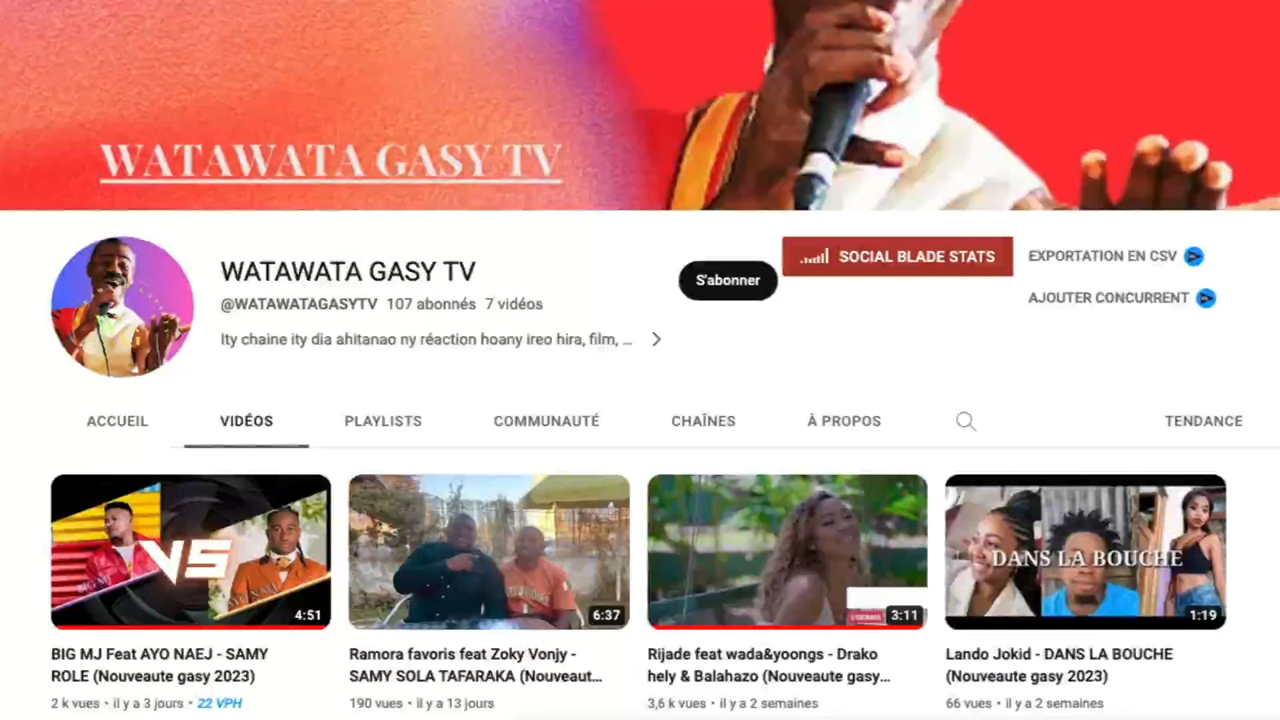 WATAWATA GASY TV
WATAWATA GASY TV
@WATAWATAGASYTV 107 abonnés 7 vidéos
Ity chaine ity dia ahitanao ny réaction hoany ireo hira, film, ...
S'abonner
SOCIAL BLADE STATS
EXPORTATION EN CSV
AJOUTER CONCURRENT
ACCUEIL VIDÉOS PLAYLISTS COMMUNAUTÉ CHAÎNES À PROPOS TENDANCE
VS
4:51
6:37
3:11
DANS LA BOUCHE
1:19
BIG MJ Feat AYO NAEJ - SAMY
ROLE (Nouveaute gasy 2023)
2 k vues • il y a 3 jours • 22 VPH
Ramora favoris feat Zoky Vonjy -
SAMY SOLA TAFARAKA (Nouveaut...
190 vues • il y a 13 jours
Rijade feat wada&yoongs - Drako
hely & Balahazo (Nouveaute gasy...
3,6 k vues • il y a 2 semaines
Lando Jokid - DANS LA BOUCHE
(Nouveaute gasy 2023)
66 vues • il y a 2 semaines